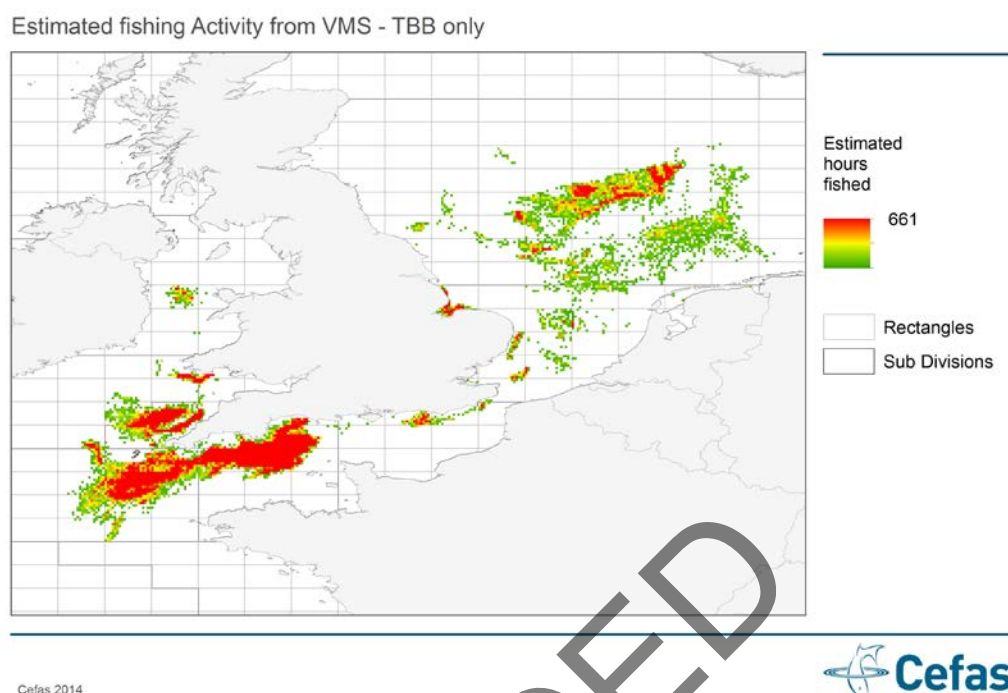 Estimated fishing Activity from VMS - TBB only
Estimated
hours
fished
661
Rectangles
Sub Divisions
Cefas
Cefas 2014